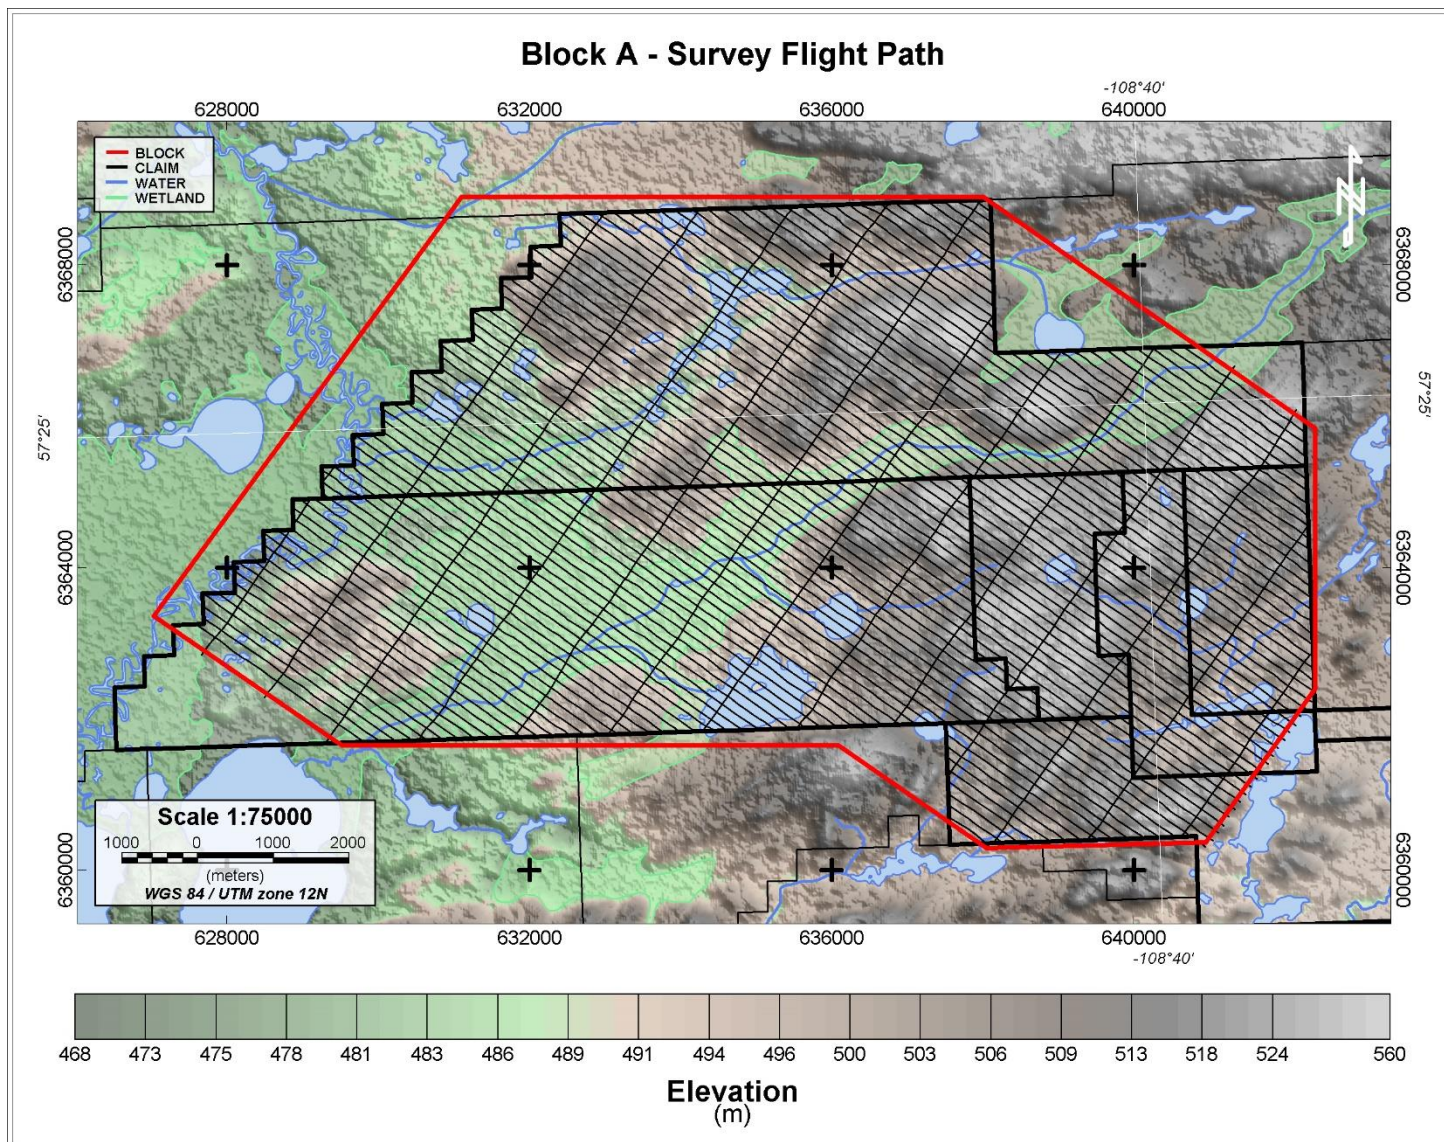 Block A - Survey Flight Path
-108°40'
628000 632000 636000 640000
BLOCK
CLAIM
WATER
WETLAND
6368000 6368000
57°25' 57°25'
6364000 6364000
6360000 6360000
Scale 1:75000
1000 0 1000 2000
(meters)
WGS 84 / UTM zone 12N
628000 632000 636000 640000
-108°40'
468 473 475 478 481 483 486 489 491 494 496 500 503 506 509 513 518 524 560
Elevation
(m)